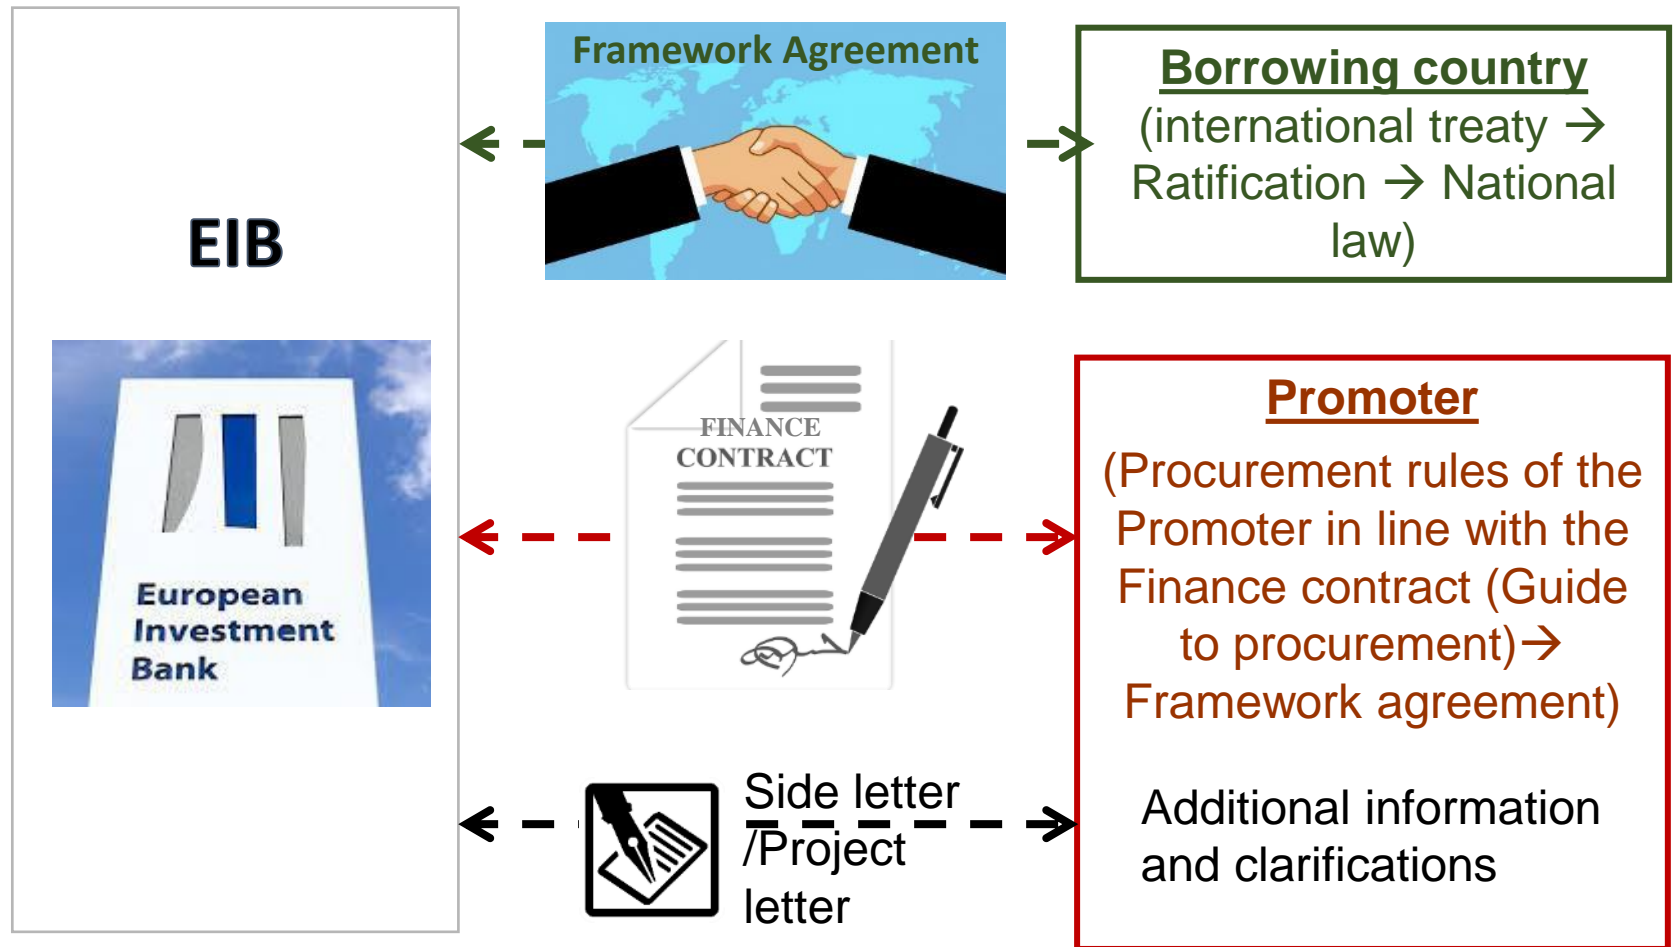 EIB
European
Investment
Bank
Framework Agreement
Borrowing country
(international treaty →
Ratification → National
law)
FINANCE
CONTRACT
Promoter
(Procurement rules of the
Promoter in line with the
Finance contract (Guide
to procurement)→
Framework agreement)
Side letter
/Project
letter
Additional information
and clarifications